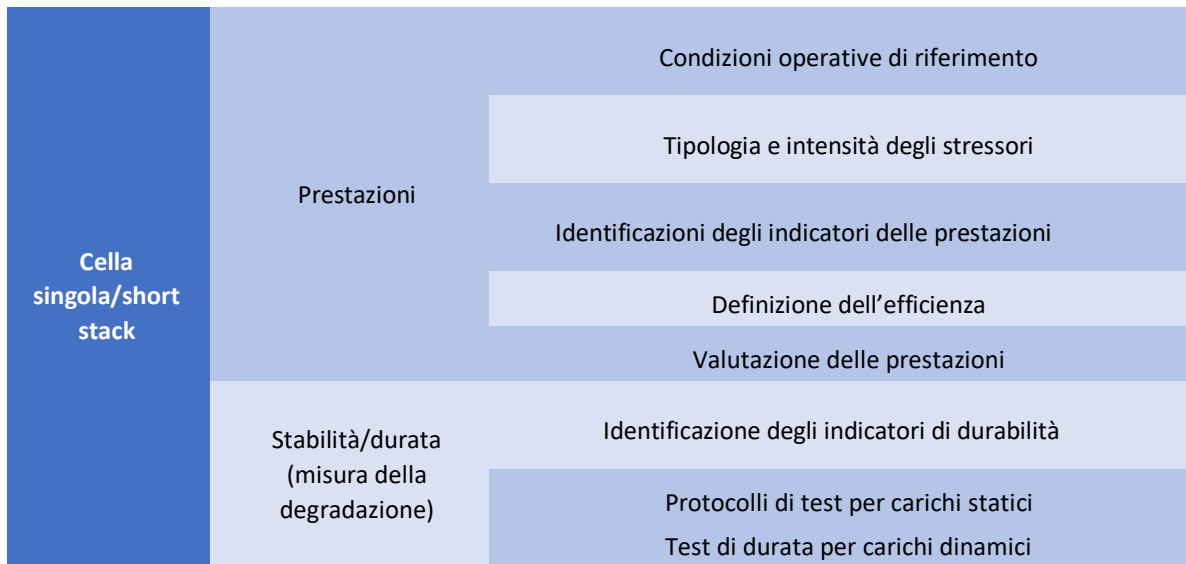 Cella
singola/short
stack
Prestazioni
Condizioni operative di riferimento
Tipologia e intensità degli stressori
Identificazioni degli indicatori delle prestazioni
Definizione dell’efficienza
Valutazione delle prestazioni
Stabilità/durata
(misura della
degradazione)
Identificazione degli indicatori di durabilità
Protocolli di test per carichi statici
Test di durata per carichi dinamici